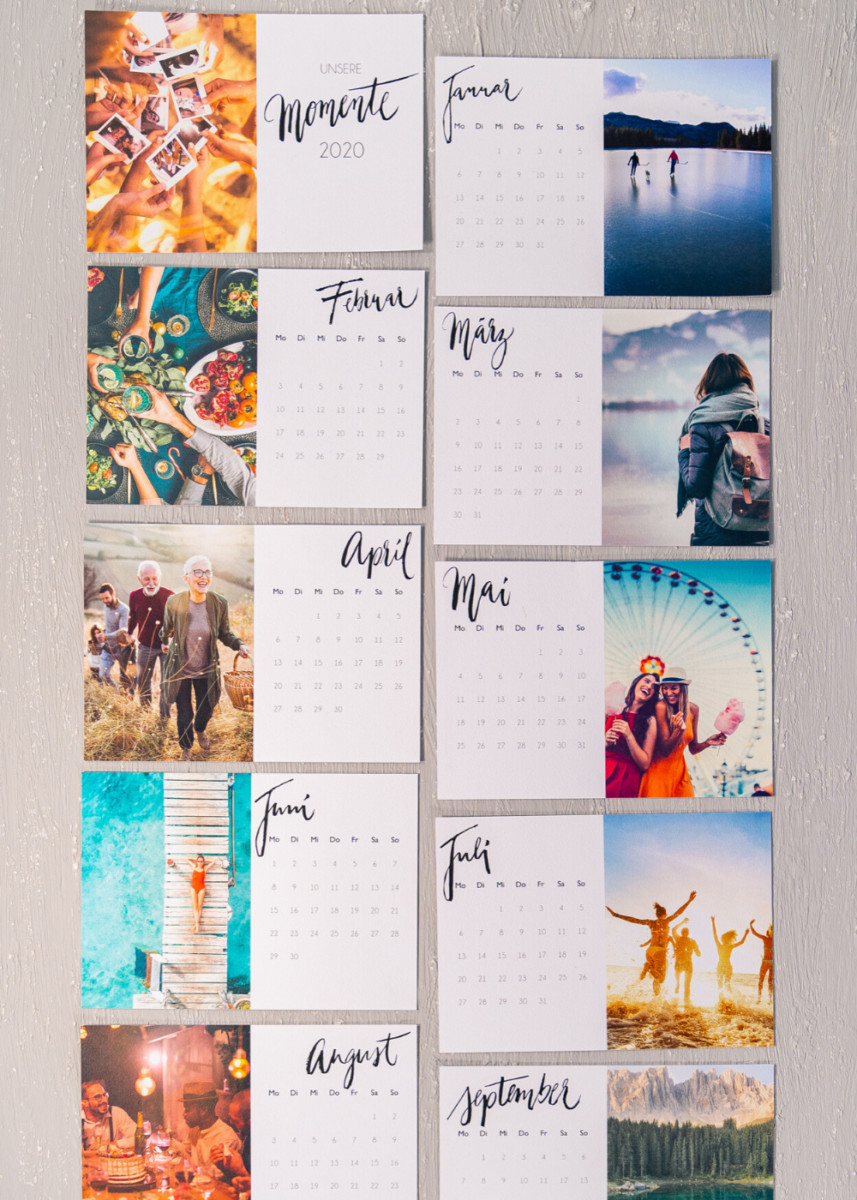 UNSERE
Momente
2020
Januar
Mo Di Mi Do Fr Sa So
1 2 3 4 5
6 7 8 9 10 11 12
13 14 15 16 17 18 19
20 21 22 23 24 25 26
27 28 29 30 31
Februar
Mo Di Mi Do Fr Sa So
1 2
3 4 5 6 7 8 9
10 11 12 13 14 15 16
17 18 19 20 21 22 23
24 25 26 27 28 29
März
Mo Di Mi Do Fr Sa So
1
2 3 4 5 6 7 8
9 10 11 12 13 14 15
16 17 18 19 20 21 22
23 24 25 26 27 28 29
30 31
April
Mo Di Mi Do Fr Sa So
1 2 3 4 5
6 7 8 9 10 11 12
13 14 15 16 17 18 19
20 21 22 23 24 25 26
27 28 29 30
Mai
Mo Di Mi Do Fr Sa So
1 2 3
4 5 6 7 8 9 10
11 12 13 14 15 16 17
18 19 20 21 22 23 24
25 26 27 28 29 30 31
Juni
Mo Di Mi Do Fr Sa So
1 2 3 4 5 6 7
8 9 10 11 12 13 14
15 16 17 18 19 20 21
22 23 24 25 26 27 28
29 30
Juli
Mo Di Mi Do Fr Sa So
1 2 3 4 5
6 7 8 9 10 11 12
13 14 15 16 17 18 19
20 21 22 23 24 25 26
27 28 29 30 31
August
Mo Di Mi Do Fr Sa So
1 2
3 4 5 6 7 8 9
10 11 12 13 14 15 16
17 18 19 20 21 22 23
september
Mo Di Mi Do Fr Sa So
1 2 3 4 5 6
7 8 9 10 11 12 13